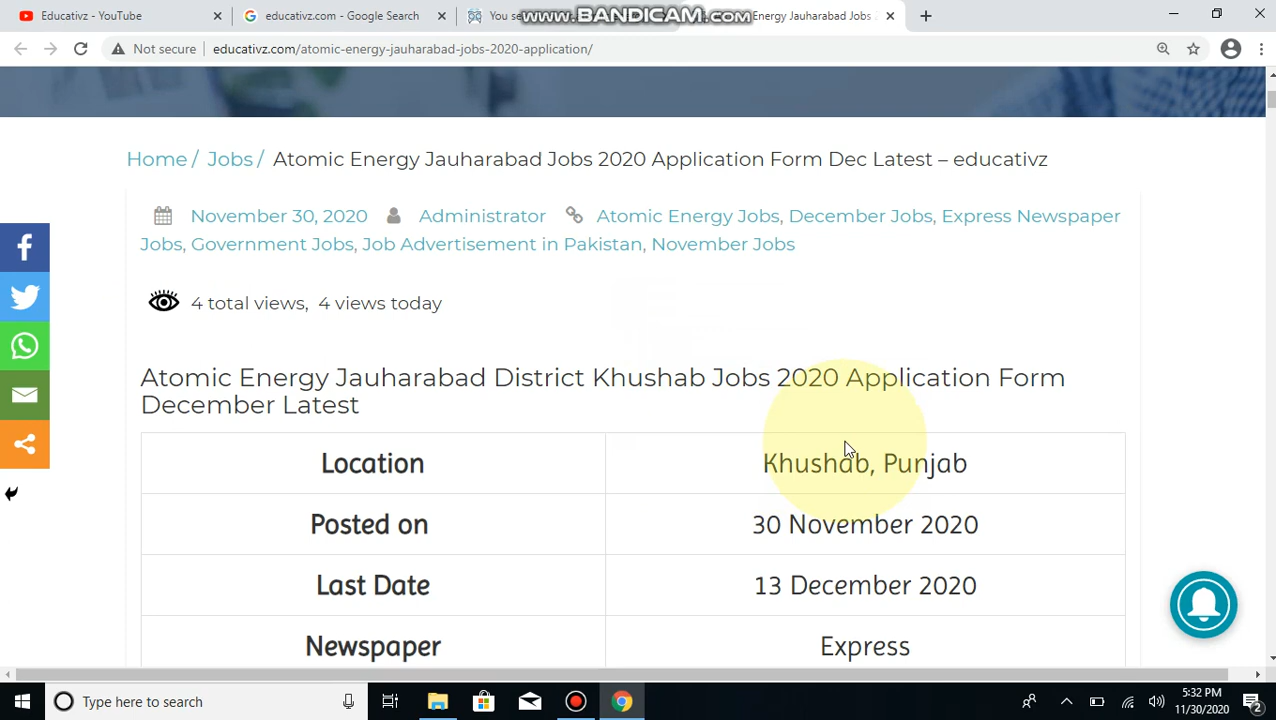 Educativz - YouTube
educativz.com - Google Search
You se
www.BANDICAM.com
Energy Jauharabad Jobs
Not secure
educativz.com/atomic-energy-jauharabad-jobs-2020-application/
Home / Jobs / Atomic Energy Jauharabad Jobs 2020 Application Form Dec Latest – educativz
November 30, 2020 Administrator Atomic Energy Jobs, December Jobs, Express Newspaper
Jobs, Government Jobs, Job Advertisement in Pakistan, November Jobs
4 total views, 4 views today
Atomic Energy Jauharabad District Khushab Jobs 2020 Application Form
December Latest
Location Khushab, Punjab
Posted on 30 November 2020
Last Date 13 December 2020
Newspaper Express
Type here to search
5:32 PM
11/30/2020
2